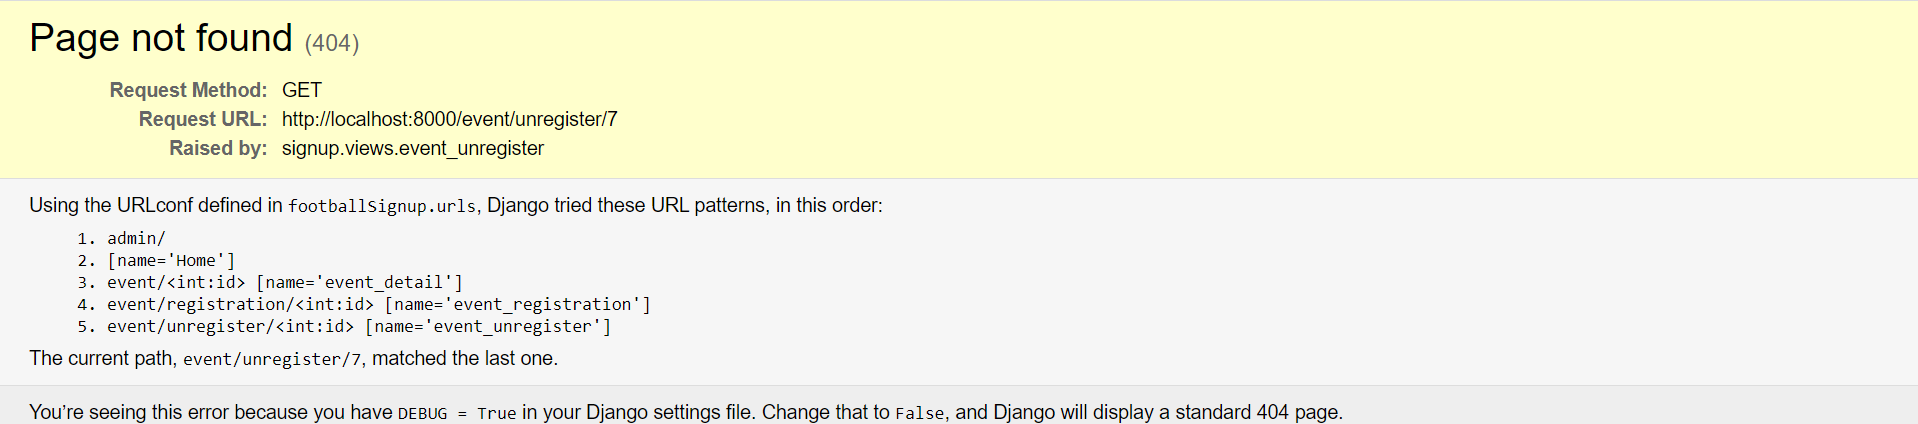 Page not found (404)
Request Method: GET
Request URL: http://localhost:8000/event/unregister/7
Raised by: signup.views.event_unregister
Using the URLconf defined in footballSignup.urls, Django tried these URL patterns, in this order:
1. admin/
2. [name='Home']
3. event/<int:id> [name='event_detail']
4. event/registration/<int:id> [name='event_registration']
5. event/unregister/<int:id> [name='event_unregister']
The current path, event/unregister/7, matched the last one.
You’re seeing this error because you have DEBUG = True in your Django settings file. Change that to False, and Django will display a standard 404 page.